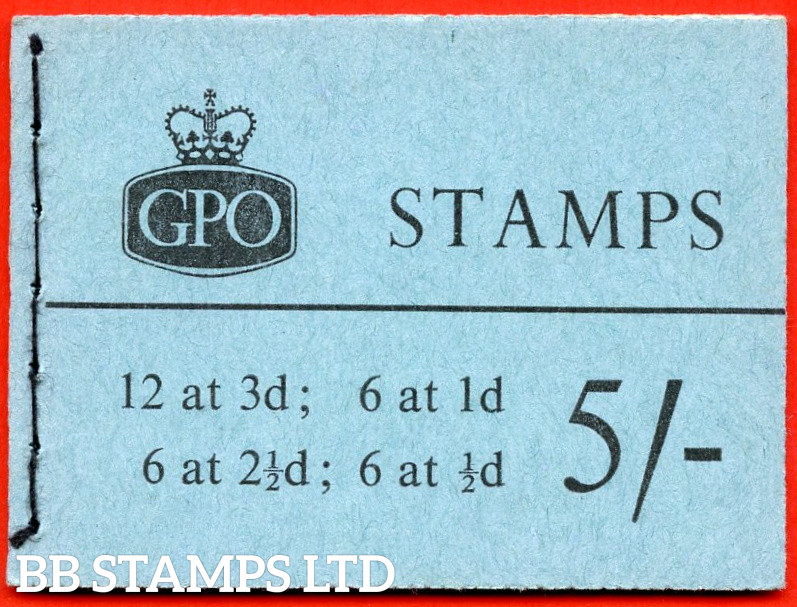 GPO
STAMPS
12 at 3d; 6 at 1d
6 at 2½d; 6 at ½d
5/-
BB STAMPS LTD